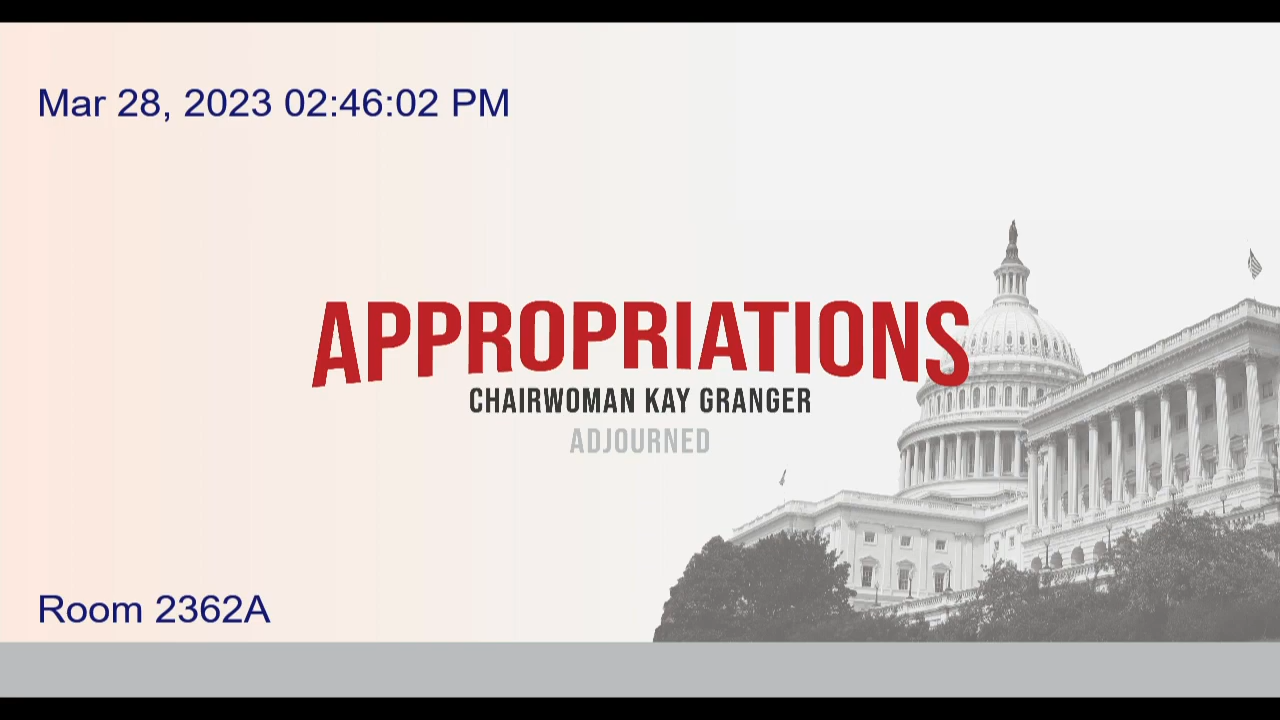 Mar 28, 2023 02:46:02 PM
APPROPRIATIONS
CHAIRWOMAN KAY GRANGER
ADJOURNED
Room 2362A